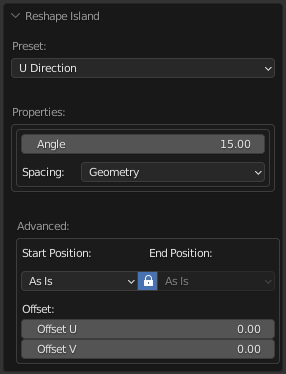 Reshape Island
Preset:
U Direction
Properties:
Angle 15.00
Spacing: Geometry
Advanced:
Start Position: End Position:
As Is As Is
Offset:
Offset U 0.00
Offset V 0.00